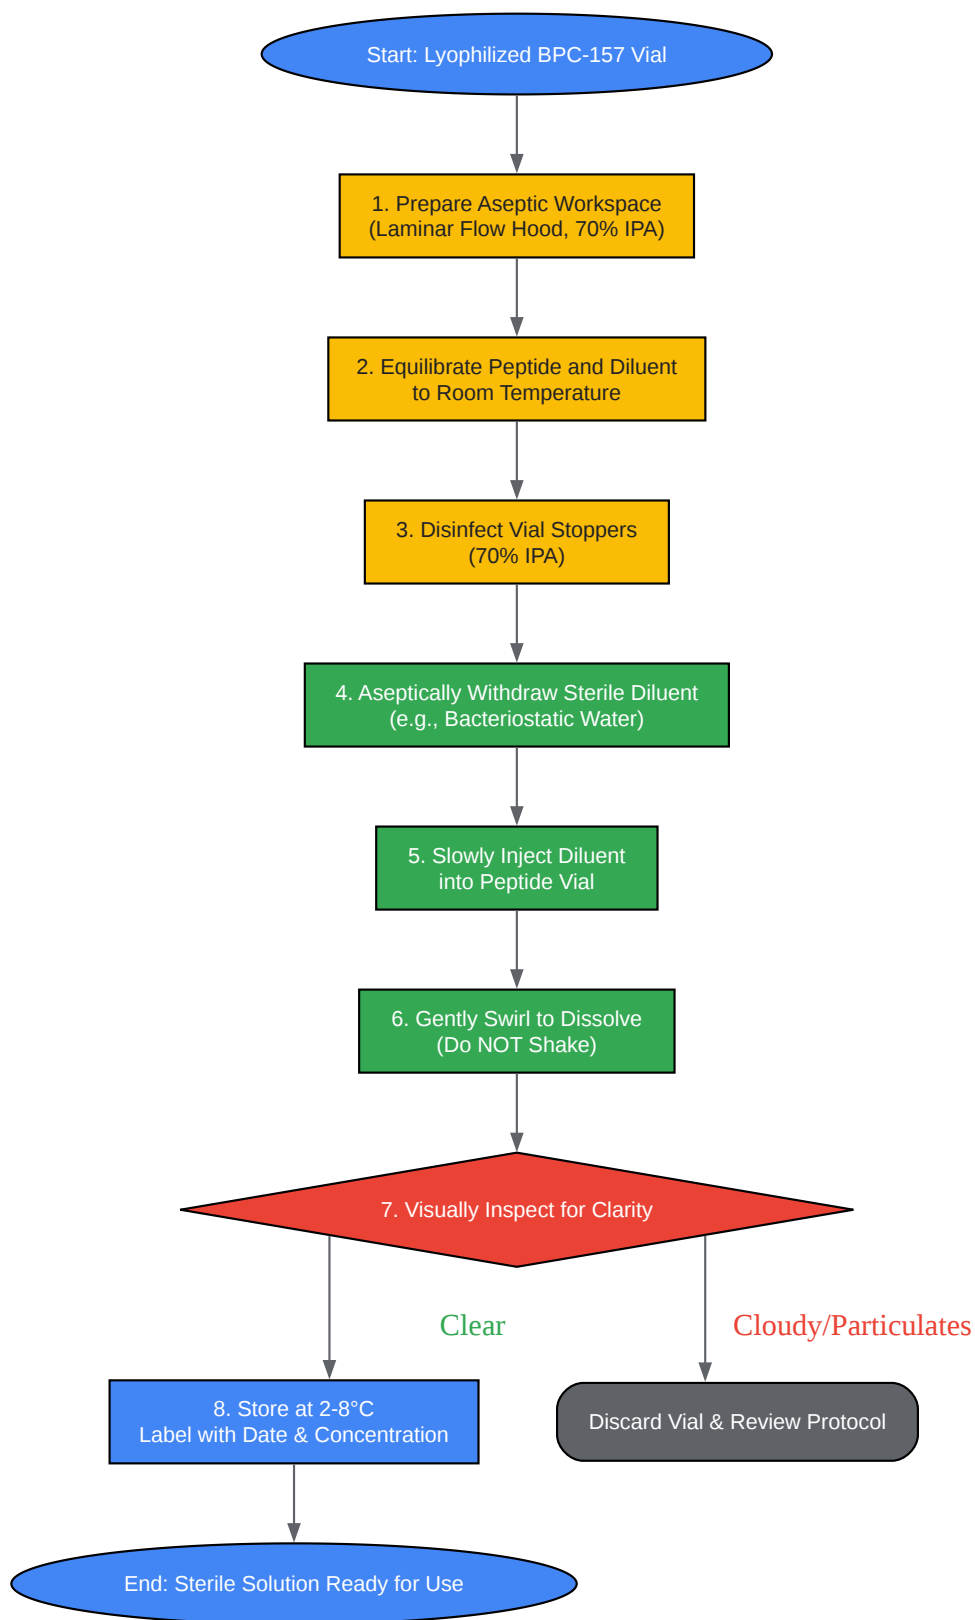 Start: Lyophilized BPC-157 Vial
1. Prepare Aseptic Workspace
(Laminar Flow Hood, 70% IPA)
2. Equilibrate Peptide and Diluent
to Room Temperature
3. Disinfect Vial Stoppers
(70% IPA)
4. Aseptically Withdraw Sterile Diluent
(e.g., Bacteriostatic Water)
5. Slowly Inject Diluent
into Peptide Vial
6. Gently Swirl to Dissolve
(Do NOT Shake)
7. Visually Inspect for Clarity
Clear
Cloudy/Particulates
8. Store at 2-8°C
Label with Date & Concentration
Discard Vial & Review Protocol
End: Sterile Solution Ready for Use